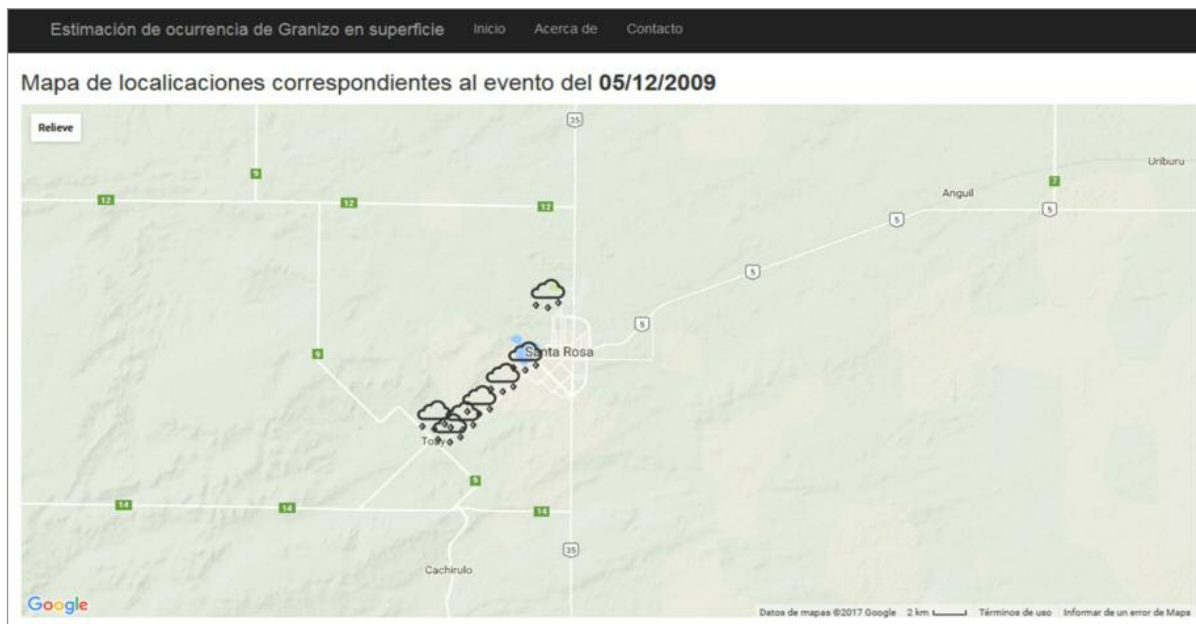 Estimación de ocurrencia de Granizo en superficie Inicio Acerca de Contacto
Mapa de localicaciones correspondientes al evento del 05/12/2009
Relieve
35
Uriburu
9
7
Anguil
12
12
12
5
5
5
5
Santa Rosa
9
Toay
9
14
14
14
35
Cachirulo
Google
Datos de mapas ©2017 Google 2 km Términos de uso Informar de un error de Maps